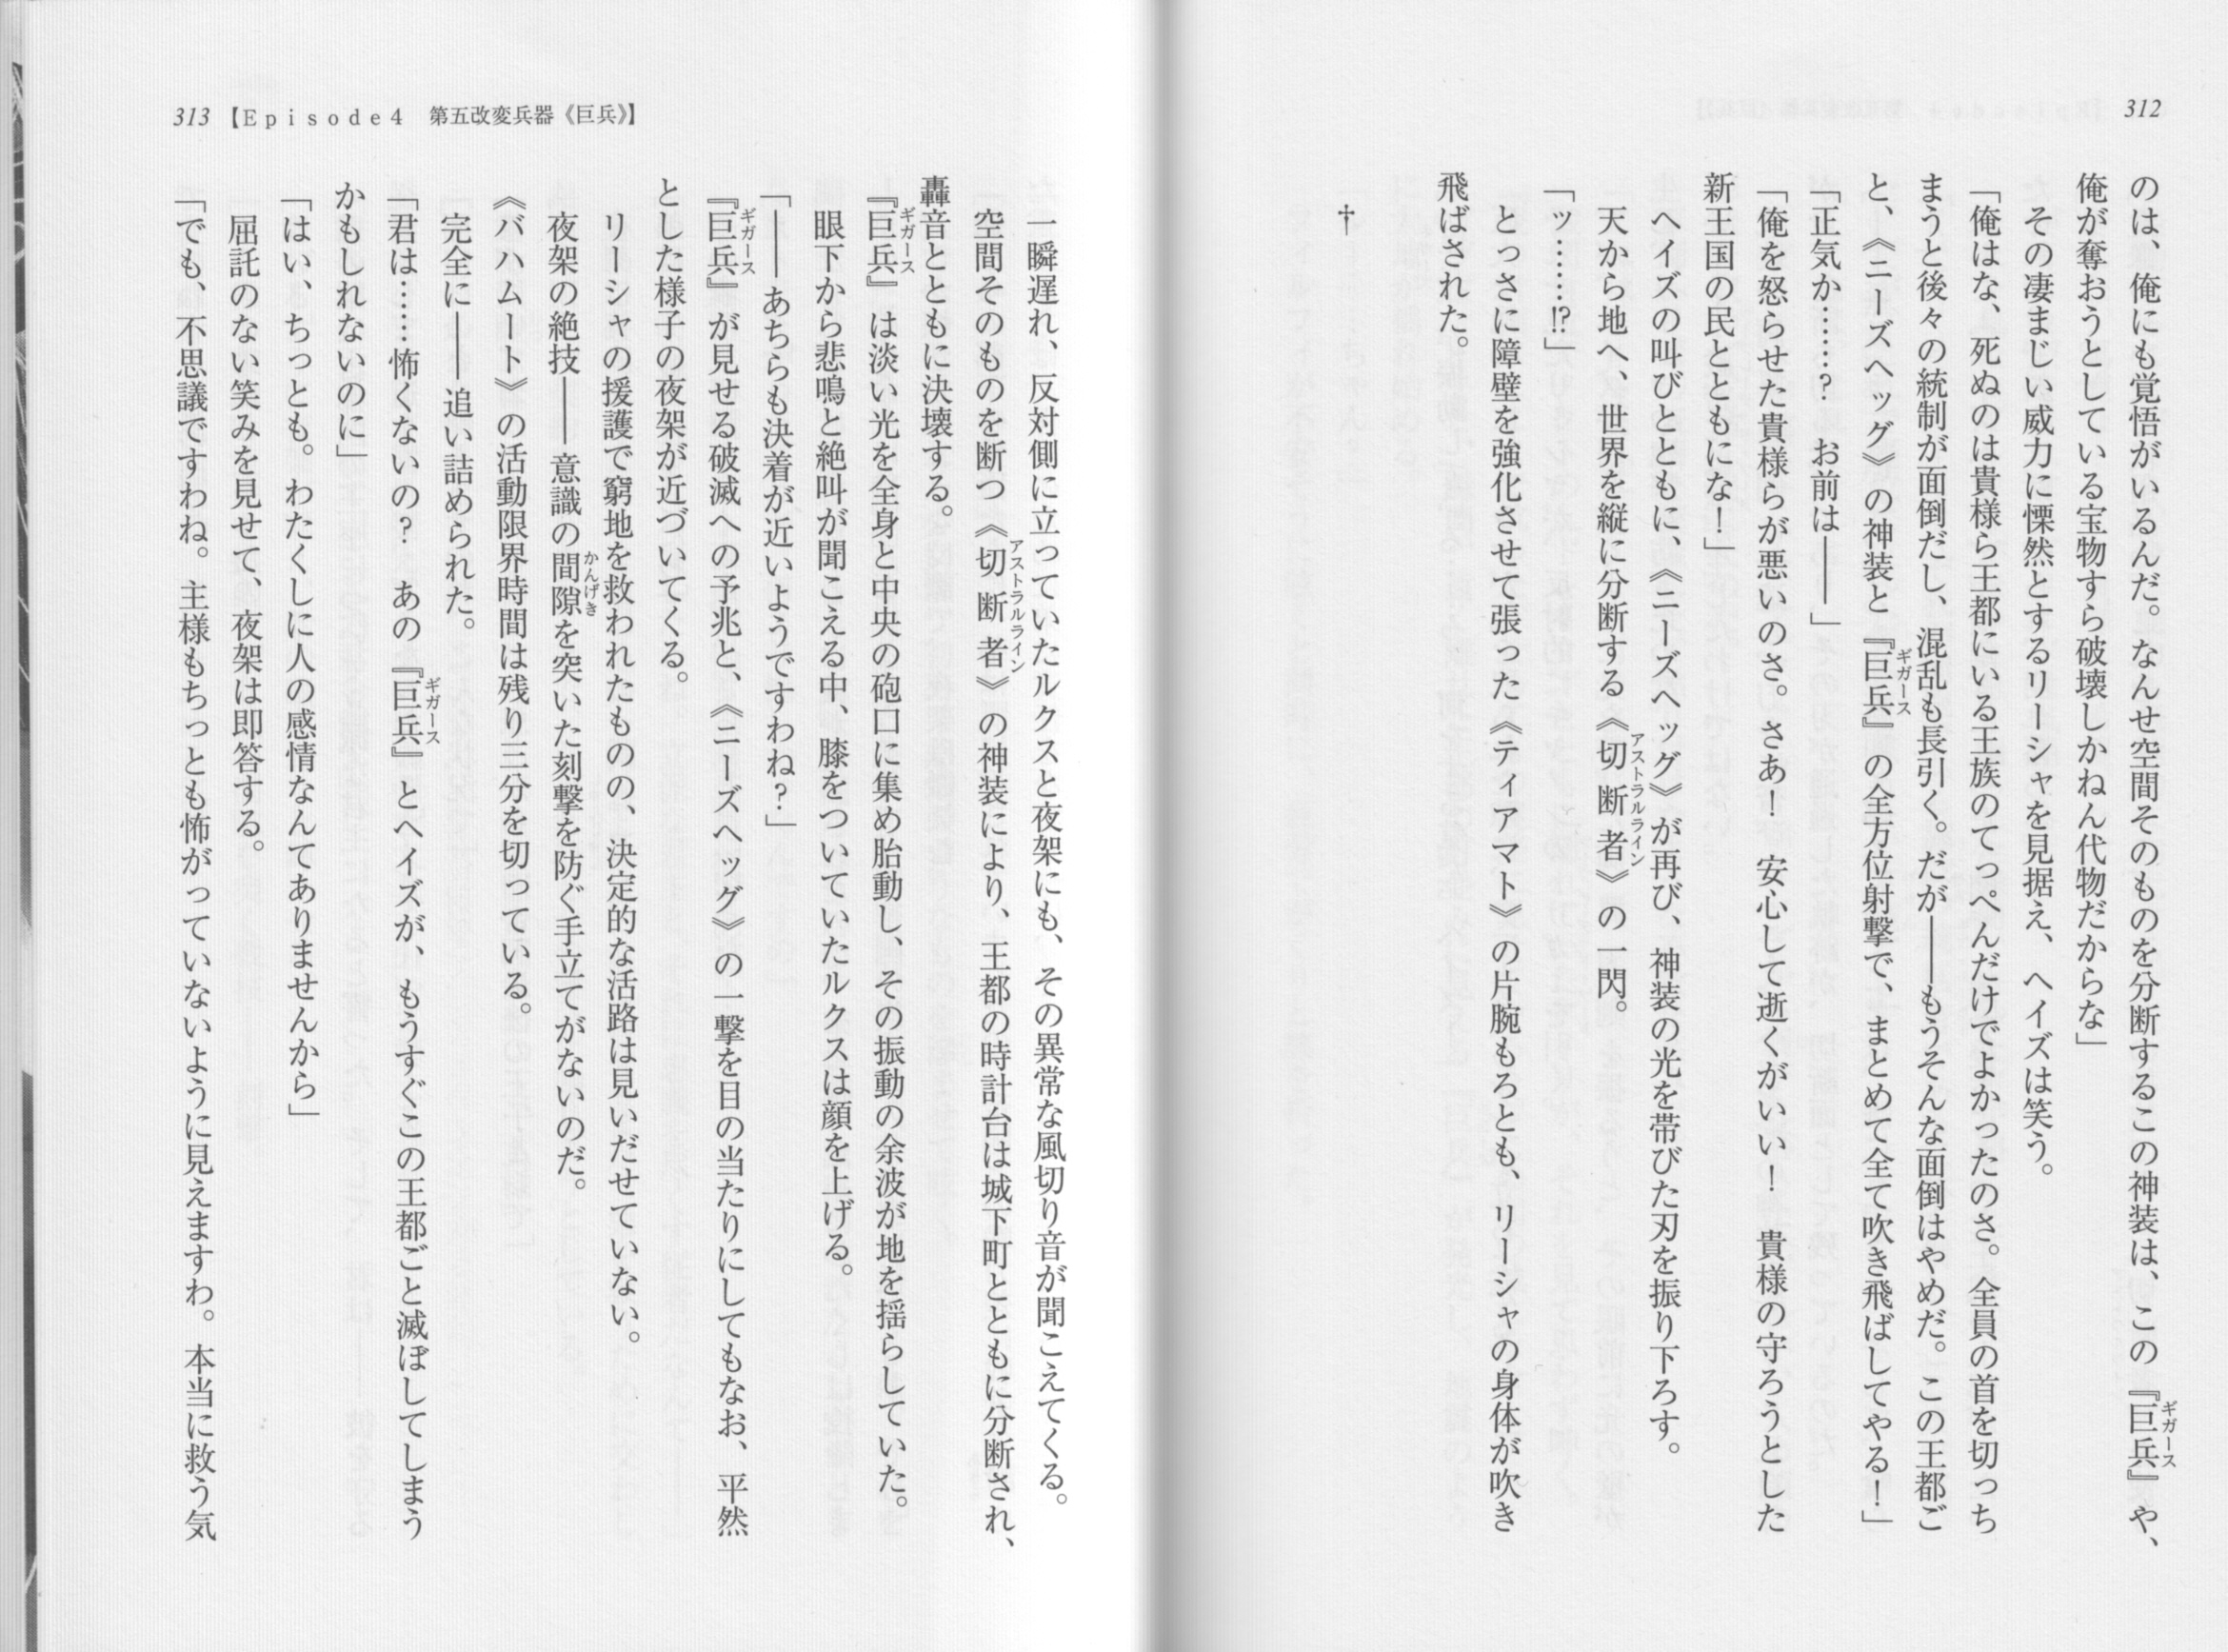 312
のは、俺にも覚悟がいるんだ。なんせ空間そのものを分断するこの神装は、この『巨兵』や、
ギガース
俺が奪おうとしている宝物すら破壊しかねん代物だからな」
その凄まじい威力に慄然とするリーシャを見据え、ヘイズは笑う。
「俺はな、死ぬのは貴様ら王都にいる王族のてっぺんだけでよかったのさ。全員の首を切っち
まうと後々の統制が面倒だし、混乱も長引く。だが――もうそんな面倒はやめだ。この王都ご
と、《ニーズヘッグ》の神装と『巨兵』の全方位射撃で、まとめて全て吹き飛ばしてやる！」
ギガース
「正気か……？　お前は――」
「俺を怒らせた貴様らが悪いのさ。さあ！　安心して逝くがいい！　貴様の守ろうとした
新王国の民とともにな！」
ヘイズの叫びとともに、《ニーズヘッグ》が再び、神装の光を帯びた刃を振り下ろす。
天から地へ、世界を縦に分断する《切断者》の一閃。
アストラルライン
「ッ……!?」
とっさに障壁を強化させて張った《ティアマト》の片腕もろとも、リーシャの身体が吹き
飛ばされた。
†
313【Episode4　第五改変兵器《巨兵》】
一瞬遅れ、反対側に立っていたルクスと夜架にも、その異常な風切り音が聞こえてくる。
空間そのものを断つ《切断者》の神装により、王都の時計台は城下町とともに分断され、
アストラルライン
轟音とともに決壊する。
『巨兵』は淡い光を全身と中央の砲口に集め胎動し、その振動の余波が地を揺らしていた。
ギガース
眼下から悲鳴と絶叫が聞こえる中、膝をついていたルクスは顔を上げる。
「――あちらも決着が近いようですわね？」
『巨兵』が見せる破滅への予兆と、《ニーズヘッグ》の一撃を目の当たりにしてもなお、平然
ギガース
とした様子の夜架が近づいてくる。
リーシャの援護で窮地を救われたものの、決定的な活路は見いだせていない。
夜架の絶技――意識の間隙を突いた刻撃を防ぐ手立てがないのだ。
かんげき
《バハムート》の活動限界時間は残り三分を切っている。
完全に――追い詰められた。
「君は……怖くないの？　あの『巨兵』とヘイズが、もうすぐこの王都ごと滅ぼしてしまう
ギガース
かもしれないのに」
「はい、ちっとも。わたくしに人の感情なんてありませんから」
屈託のない笑みを見せて、夜架は即答する。
「でも、不思議ですわね。主様もちっとも怖がっていないように見えますわ。本当に救う気